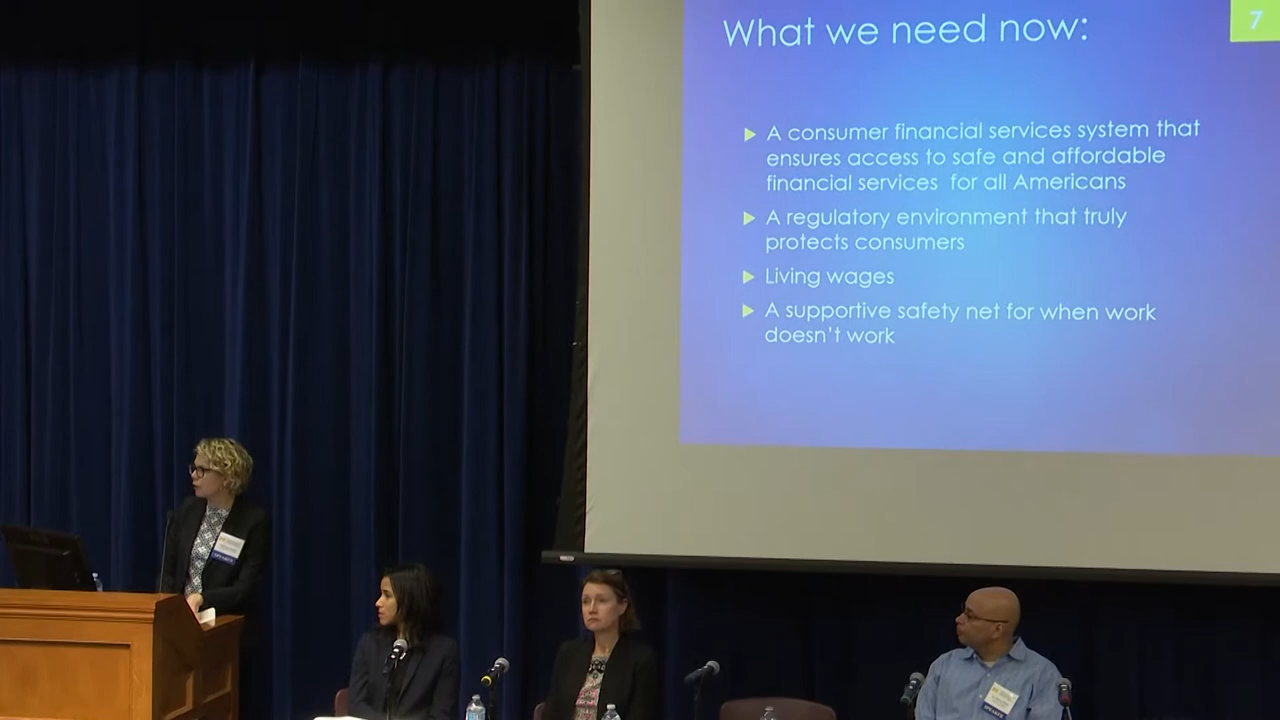 What we need now:
7
A consumer financial services system that
ensures access to safe and affordable
financial services for all Americans
A regulatory environment that truly
protects consumers
Living wages
A supportive safety net for when work
doesn't work
SPEAKER